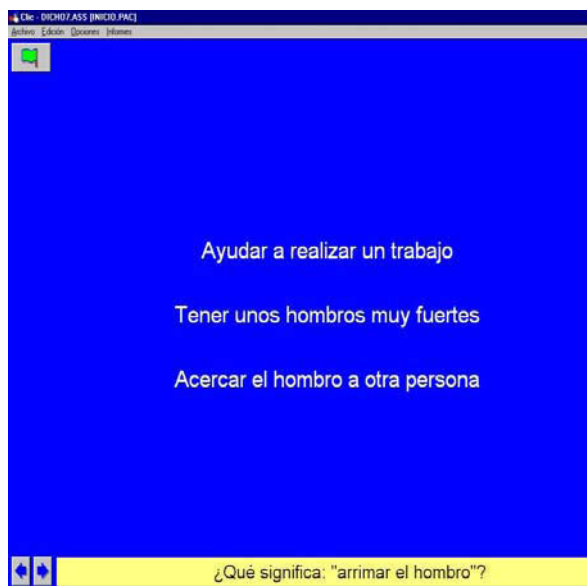 Clic - DICHO7.ASS [INICIO.PAC]
Archivo Edición Opciones Informes
Ayudar a realizar un trabajo
Tener unos hombros muy fuertes
Acercar el hombro a otra persona
¿Qué significa: "arrimar el hombro"?